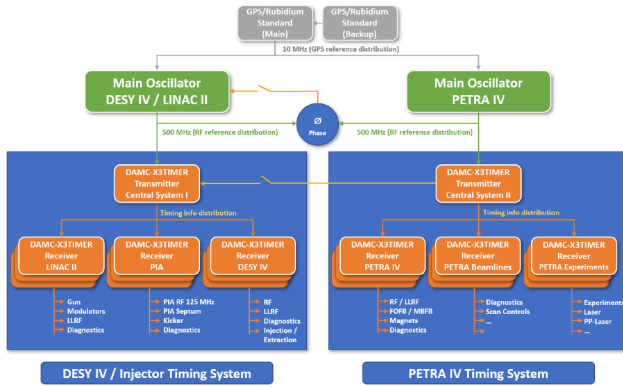 GPS/Rubidium
Standard
(Main)
GPS/Rubidium
Standard
(Backup)
10 MHz (GPS reference distribution)
Main Oscillator
DESY IV / LINAC II
Main Oscillator
PETRA IV
Ø
Phase
500 MHz (RF reference distribution)
500 MHz (RF reference distribution)
DAMC-X3TIMER
Transmitter
Central System I
DAMC-X3TIMER
Transmitter
Central System II
Timing info distribution
Timing info distribution
DAMC-X3TIMER
Receiver
LINAC II
DAMC-X3TIMER
Receiver
PIA
DAMC-X3TIMER
Receiver
DESY IV
DAMC-X3TIMER
Receiver
PETRA IV
DAMC-X3TIMER
Receiver
PETRA Beamlines
DAMC-X3TIMER
Receiver
PETRA Experiments
Gun
Modulators
LLRF
Diagnostics
PIA RF 125 MHz
PIA Septum
Kicker
Diagnostics
RF
LLRF
Diagnostics
Injection /
Extraction
RF / LLRF
FOFB / MBFB
Magnets
Diagnostics
Diagnostics
Scan Controls
...
Experiments
Laser
PP-Laser
...
DESY IV / Injector Timing System
PETRA IV Timing System